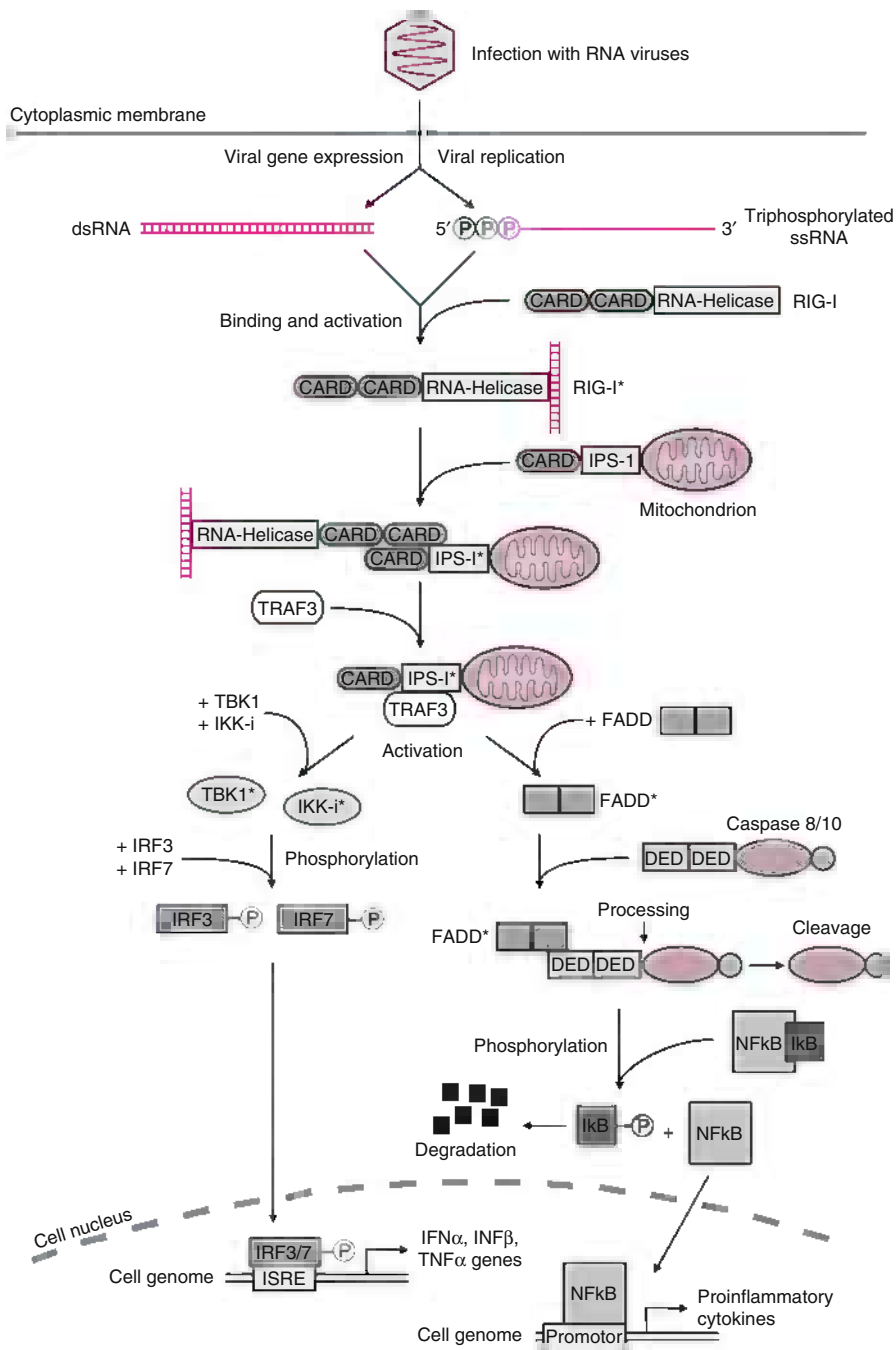 Infection with RNA viruses
Cytoplasmic membrane
Viral gene expression
Viral replication
dsRNA
5′ P P P
3′
Triphosphorylated
ssRNA
CARD CARD RNA-Helicase RIG-I
Binding and activation
CARD CARD RNA-Helicase RIG-I*
CARD IPS-1
Mitochondrion
RNA-Helicase CARD CARD
CARD IPS-I*
TRAF3
CARD IPS-I*
TRAF3
+ TBK1
+ IKK-i
Activation
+ FADD
TBK1*
IKK-i*
FADD*
+ IRF3
+ IRF7
Phosphorylation
Caspase 8/10
DED DED
IRF3 P
IRF7 P
Processing
Cleavage
FADD*
DED DED
Phosphorylation
NFkB IkB
Degradation
IkB P + NFkB
Cell nucleus
IRF3/7 P
ISRE
Cell genome
IFNα, INFβ,
TNFα genes
NFkB
Promotor
Cell genome
Proinflammatory
cytokines